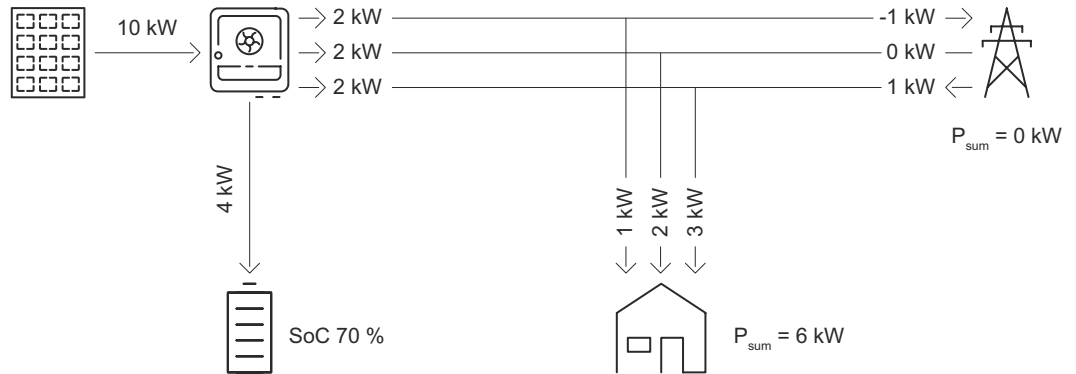 10 kW
2 kW
-1 kW
2 kW
0 kW
2 kW
1 kW
P_sum = 0 kW
4 kW
1 kW
2 kW
3 kW
SoC 70 %
P_sum = 6 kW